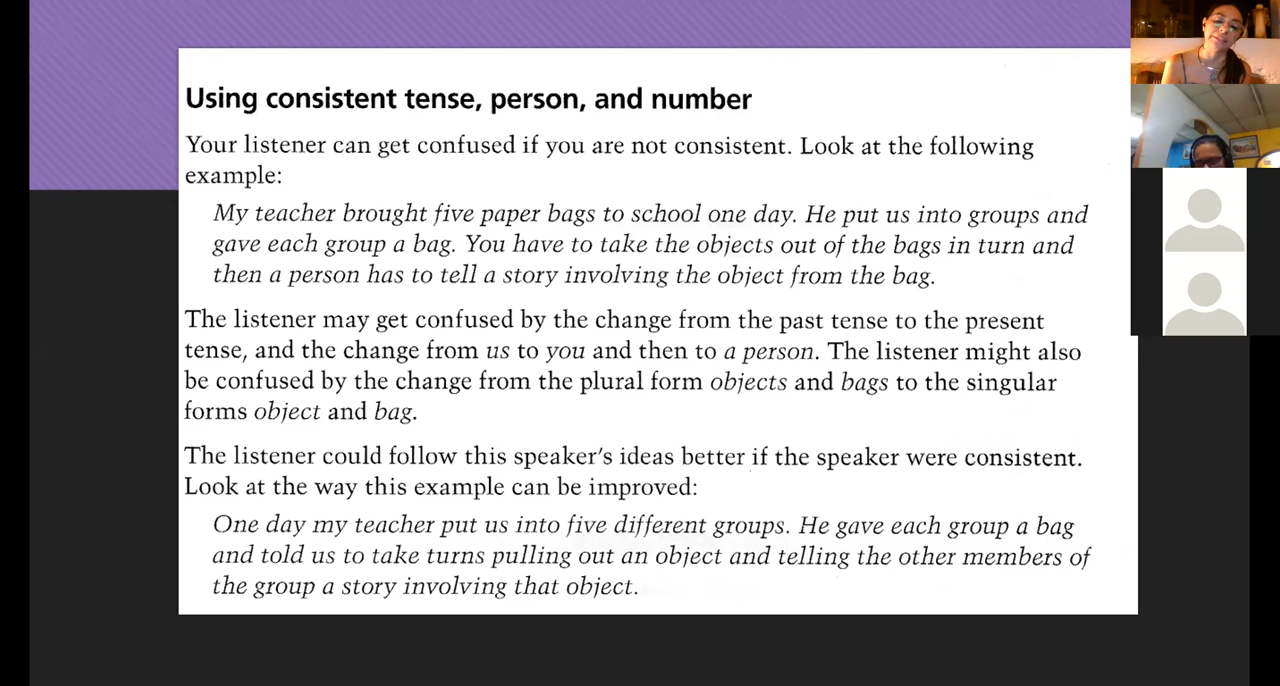 Using consistent tense, person, and number
Your listener can get confused if you are not consistent. Look at the following
example:
My teacher brought five paper bags to school one day. He put us into groups and
gave each group a bag. You have to take the objects out of the bags in turn and
then a person has to tell a story involving the object from the bag.
The listener may get confused by the change from the past tense to the present
tense, and the change from us to you and then to a person. The listener might also
be confused by the change from the plural form objects and bags to the singular
forms object and bag.
The listener could follow this speaker's ideas better if the speaker were consistent.
Look at the way this example can be improved:
One day my teacher put us into five different groups. He gave each group a bag
and told us to take turns pulling out an object and telling the other members of
the group a story involving that object.